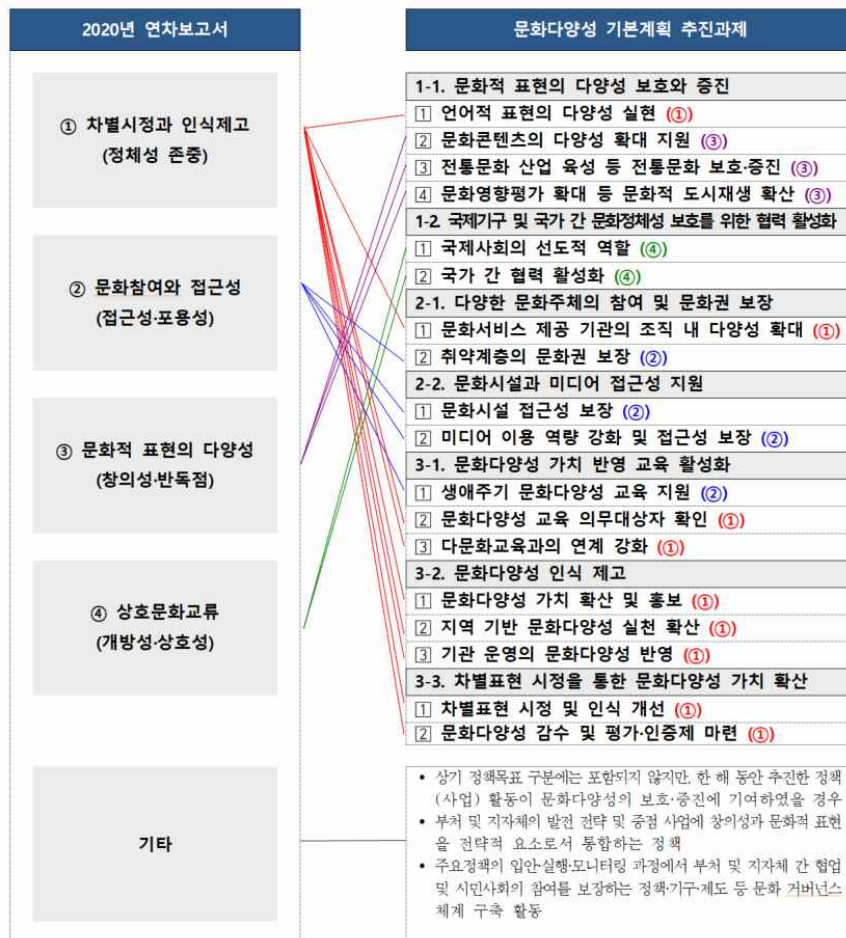 2020년 연차보고서
① 차별시정과 인식제고
(정체성 존중)
② 문화참여와 접근성
(접근성·포용성)
③ 문화적 표현의 다양성
(창의성·반독점)
④ 상호문화교류
(개방성·상호성)
기타
문화다양성 기본계획 추진과제
1-1. 문화적 표현의 다양성 보호와 증진
1 언어적 표현의 다양성 실현 (①)
2 문화콘텐츠의 다양성 확대 지원 (③)
3 전통문화 산업 육성 등 전통문화 보호·증진 (③)
4 문화영향평가 확대 등 문화적 도시재생 확산 (③)
1-2. 국제기구 및 국가 간 문화정체성 보호를 위한 협력 활성화
1 국제사회의 선도적 역할 (④)
2 국가 간 협력 활성화 (④)
2-1. 다양한 문화주체의 참여 및 문화권 보장
1 문화서비스 제공 기관의 조직 내 다양성 확대 (①)
2 취약계층의 문화권 보장 (②)
2-2. 문화시설과 미디어 접근성 지원
1 문화시설 접근성 보장 (②)
2 미디어 이용 역량 강화 및 접근성 보장 (②)
3-1. 문화다양성 가치 반영 교육 활성화
1 생애주기 문화다양성 교육 지원 (②)
2 문화다양성 교육 의무대상자 확인 (①)
3 다문화교육과의 연계 강화 (①)
3-2. 문화다양성 인식 제고
1 문화다양성 가치 확산 및 홍보 (①)
2 지역 기반 문화다양성 실천 확산 (①)
3 기관 운영의 문화다양성 반영 (①)
3-3. 차별표현 시정을 통한 문화다양성 가치 확산
1 차별표현 시정 및 인식 개선 (①)
2 문화다양성 감수 및 평가·인증제 마련 (①)
• 상기 정책목표 구분에는 포함되지 않지만, 한 해 동안 추진한 정책
(사업) 활동이 문화다양성의 보호·증진에 기여하였을 경우
• 부처 및 지자체의 발전 전략 및 중점 사업에 창의성과 문화적 표현
을 전략적 요소로서 통합하는 정책
• 주요정책의 입안·실행·모니터링 과정에서 부처 및 지자체 간 협업
및 시민사회의 참여를 보장하는 정책·기구·제도 등 문화 거버넌스
체계 구축 활동